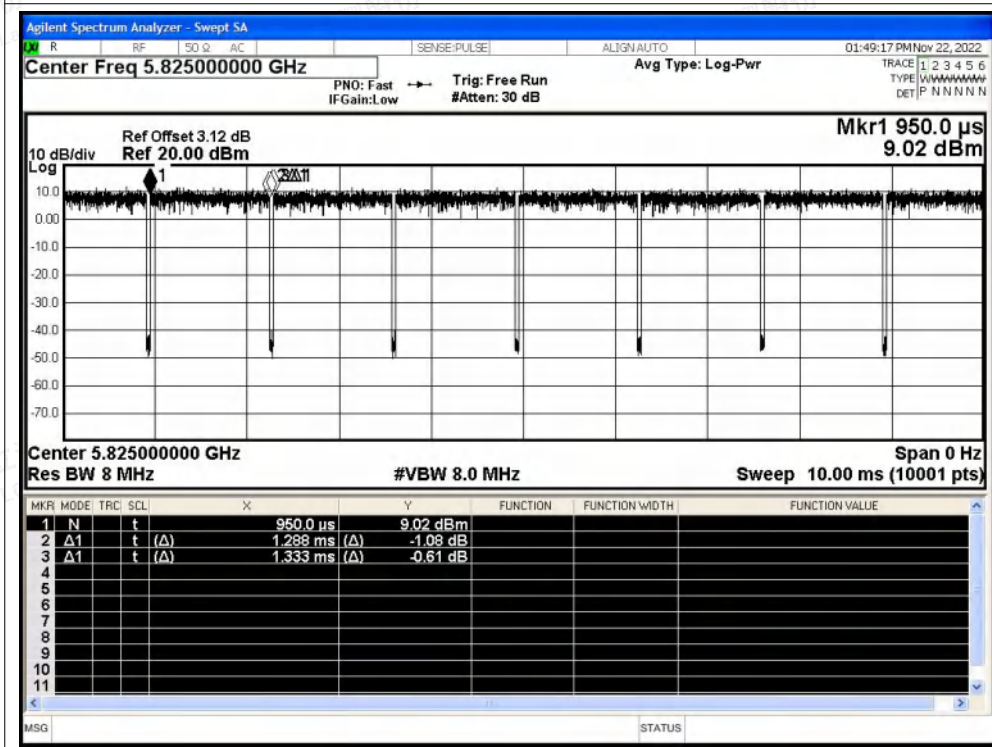 Agilent Spectrum Analyzer - Swept SA
LXI R RF 50 Ω AC SENSE:PULSE ALIGN AUTO 01:49:17 PM Nov 22, 2022
Center Freq 5.825000000 GHz
PNO: Fast
IFGain:Low
Trig: Free Run
#Atten: 30 dB
Avg Type: Log-Pwr
TRACE 1 2 3 4 5 6
TYPE WWWWWW
DET P N N N N N
Mkr1 950.0 µs
9.02 dBm
Ref Offset 3.12 dB
10 dB/div Ref 20.00 dBm
Log
1
10.0
0.00
-10.0
-20.0
-30.0
-40.0
-50.0
-60.0
-70.0
Center 5.825000000 GHz Span 0 Hz
Res BW 8 MHz #VBW 8.0 MHz Sweep 10.00 ms (10001 pts)
MKR MODE TRC SCL X Y FUNCTION FUNCTION WIDTH FUNCTION VALUE
1 N t 950.0 µs 9.02 dBm
2 Δ1 t (Δ) 1.288 ms (Δ) -1.08 dB
3 Δ1 t (Δ) 1.333 ms (Δ) -0.61 dB
4
5
6
7
8
9
10
11
MSG STATUS